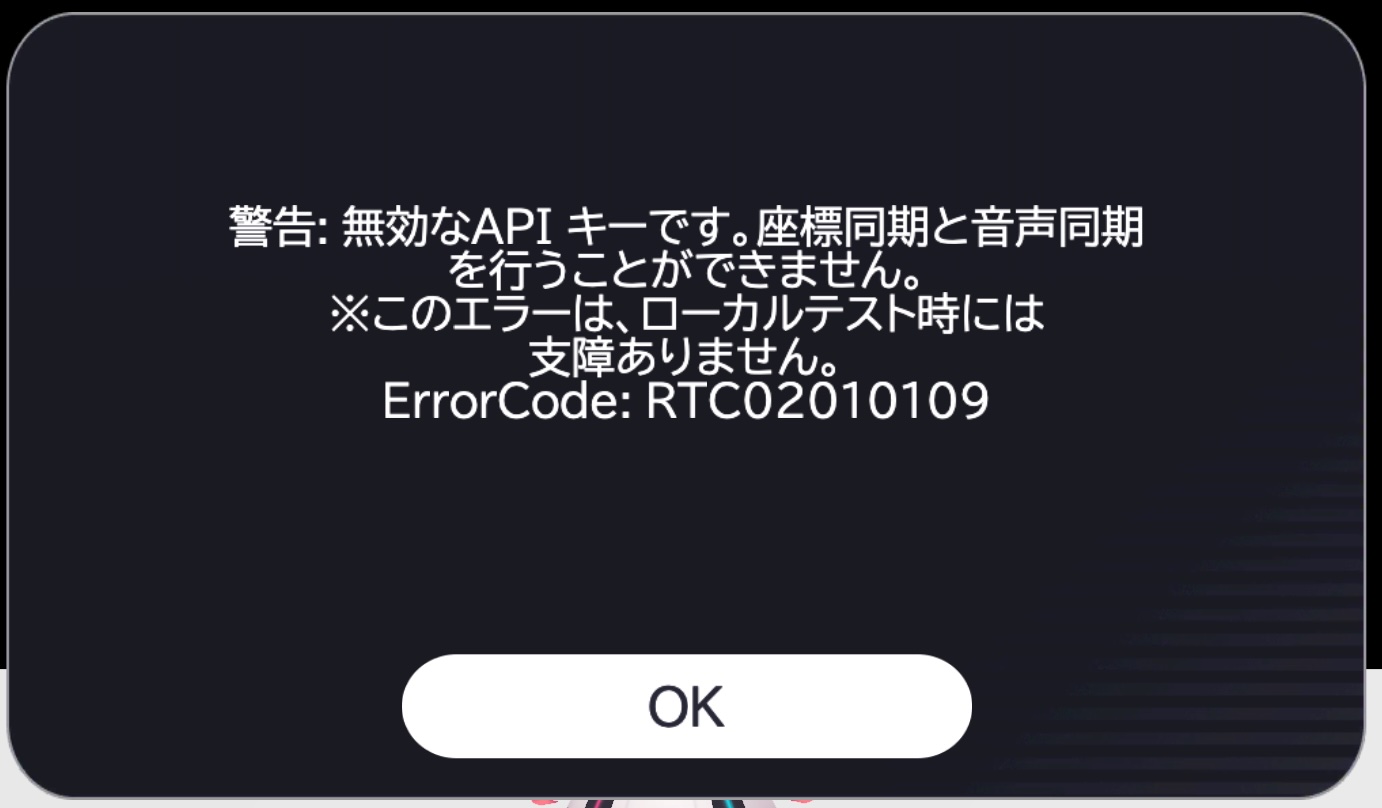 警告: 無効なAPI キーです。座標同期と音声同期
を行うことができません。
※このエラーは、ローカルテスト時には
支障ありません。
ErrorCode: RTC02010109
OK